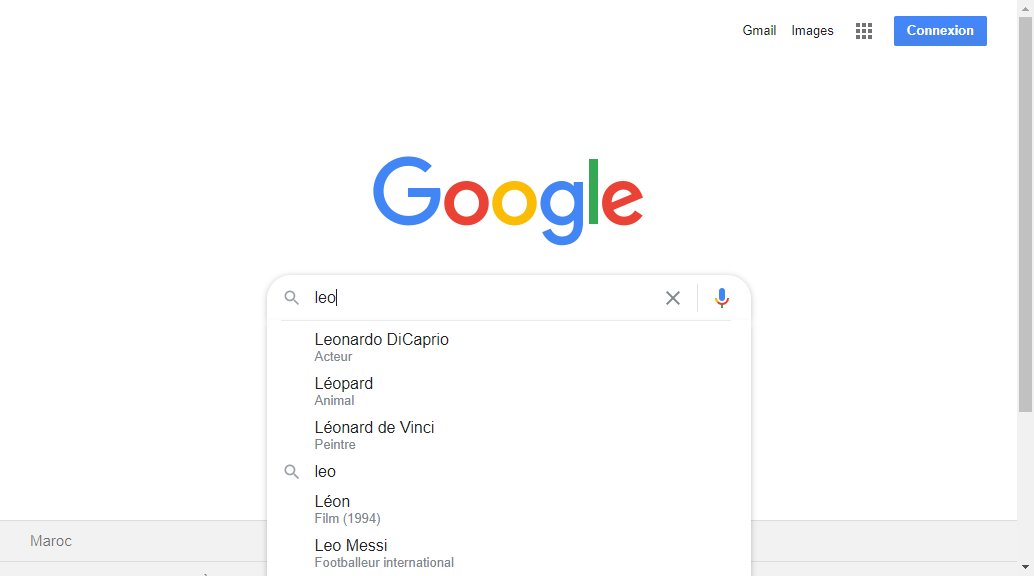 Gmail Images Connexion
Google
leo
Leonardo DiCaprio
Acteur
Léopard
Animal
Léonard de Vinci
Peintre
leo
Léon
Film (1994)
Leo Messi
Footballeur international
Maroc